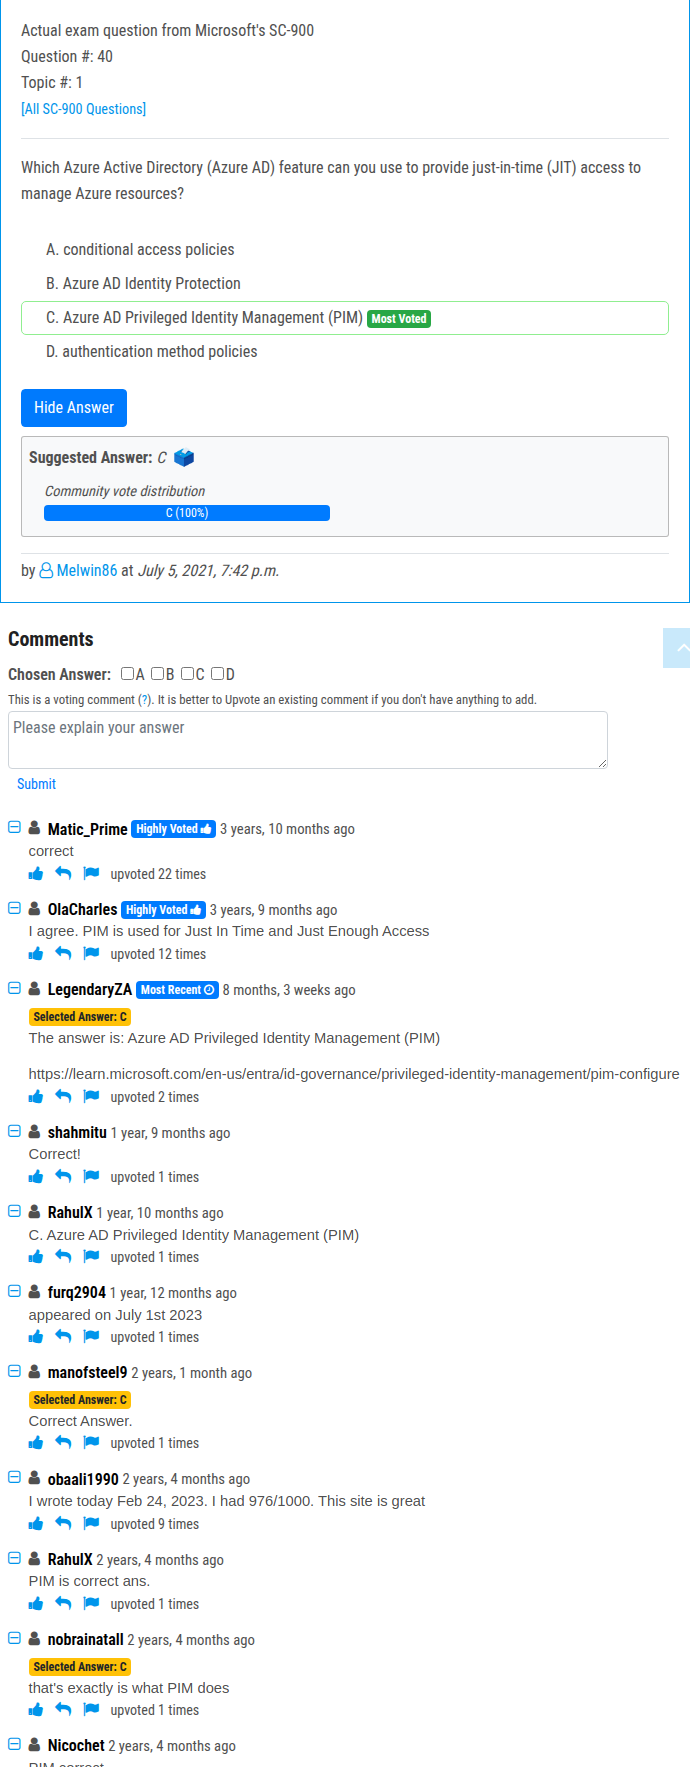 Actual exam question from Microsoft's SC-900
Question #: 40
Topic #: 1
[All SC-900 Questions]
Which Azure Active Directory (Azure AD) feature can you use to provide just-in-time (JIT) access to
manage Azure resources?
A. conditional access policies
B. Azure AD Identity Protection
C. Azure AD Privileged Identity Management (PIM) Most Voted
D. authentication method policies
Hide Answer
Suggested Answer: C
Community vote distribution
C (100%)
by Melwin86 at July 5, 2021, 7:42 p.m.
Comments
Chosen Answer: A B C D
This is a voting comment (?). It is better to Upvote an existing comment if you don't have anything to add.
Please explain your answer
Submit
Matic_Prime Highly Voted 3 years, 10 months ago
correct
upvoted 22 times
OlaCharles Highly Voted 3 years, 9 months ago
I agree. PIM is used for Just In Time and Just Enough Access
upvoted 12 times
LegendaryZA Most Recent 8 months, 3 weeks ago
Selected Answer: C
The answer is: Azure AD Privileged Identity Management (PIM)
https://learn.microsoft.com/en-us/entra/id-governance/privileged-identity-management/pim-configure
upvoted 2 times
shahmitu 1 year, 9 months ago
Correct!
upvoted 1 times
RahulX 1 year, 10 months ago
C. Azure AD Privileged Identity Management (PIM)
upvoted 1 times
furq2904 1 year, 12 months ago
appeared on July 1st 2023
upvoted 1 times
manofsteel9 2 years, 1 month ago
Selected Answer: C
Correct Answer.
upvoted 1 times
obaali1990 2 years, 4 months ago
I wrote today Feb 24, 2023. I had 976/1000. This site is great
upvoted 9 times
RahulX 2 years, 4 months ago
PIM is correct ans.
upvoted 1 times
nobrainatall 2 years, 4 months ago
Selected Answer: C
that's exactly is what PIM does
upvoted 1 times
Nicochet 2 years, 4 months ago
PIM correct